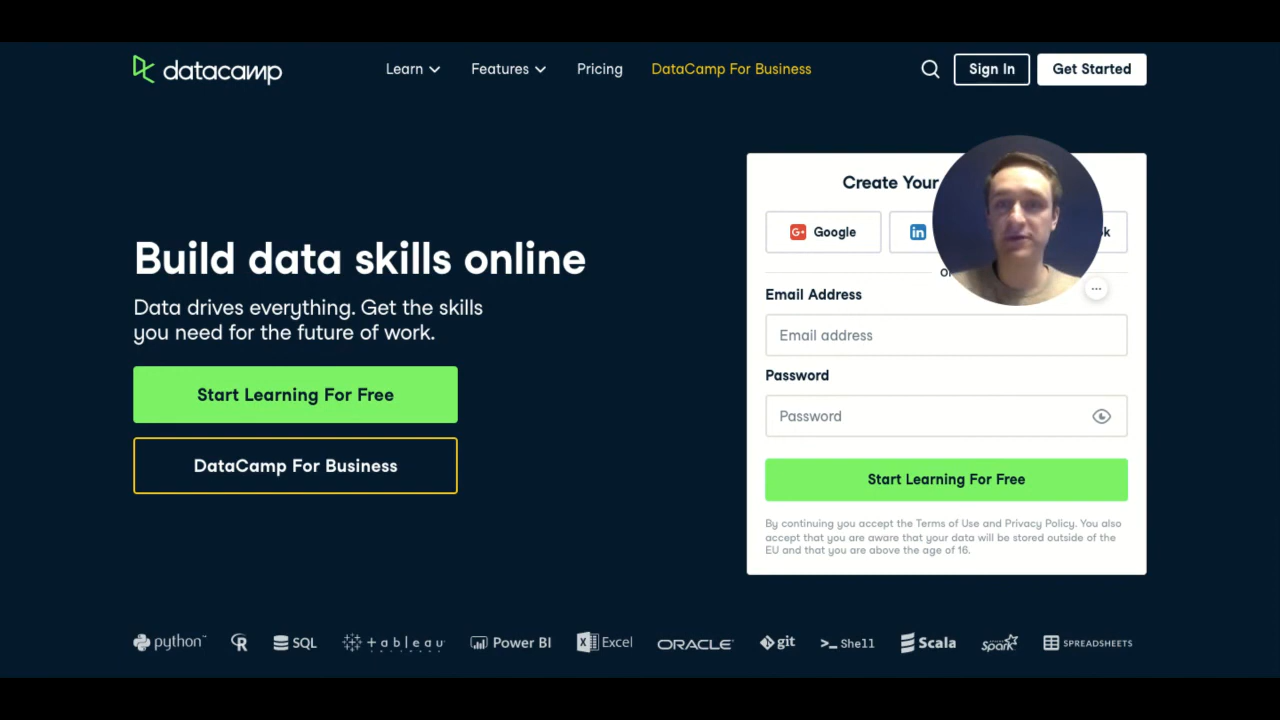 datacamp
Learn
Features
Pricing
DataCamp For Business
Sign In
Get Started
Build data skills online
Data drives everything. Get the skills
you need for the future of work.
Start Learning For Free
DataCamp For Business
Create Your
Google
in
k
Email Address
Email address
Password
Password
Start Learning For Free
By continuing you accept the Terms of Use and Privacy Policy. You also
accept that you are aware that your data will be stored outside of the
EU and that you are above the age of 16.
python
R
SQL
+ a b l e a u
Power BI
Excel
ORACLE
git
>_ Shell
Scala
Spark
SPREADSHEETS